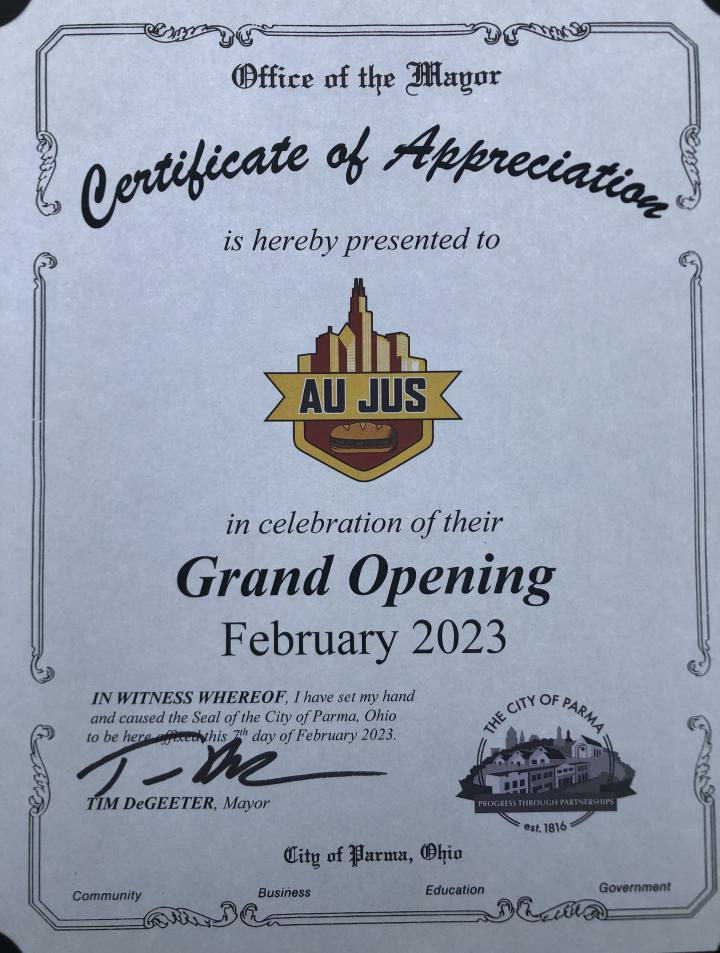 Office of the Mayor
Certificate of Appreciation
is hereby presented to
AU JUS
in celebration of their
Grand Opening
February 2023
IN WITNESS WHEREOF, I have set my hand
and caused the Seal of the City of Parma, Ohio
to be here affixed this 7th day of February 2023.
TIM DeGEETER, Mayor
THE CITY OF PARMA
PROGRESS THROUGH PARTNERSHIPS
est. 1816
City of Parma, Ohio
Community Business Education Government